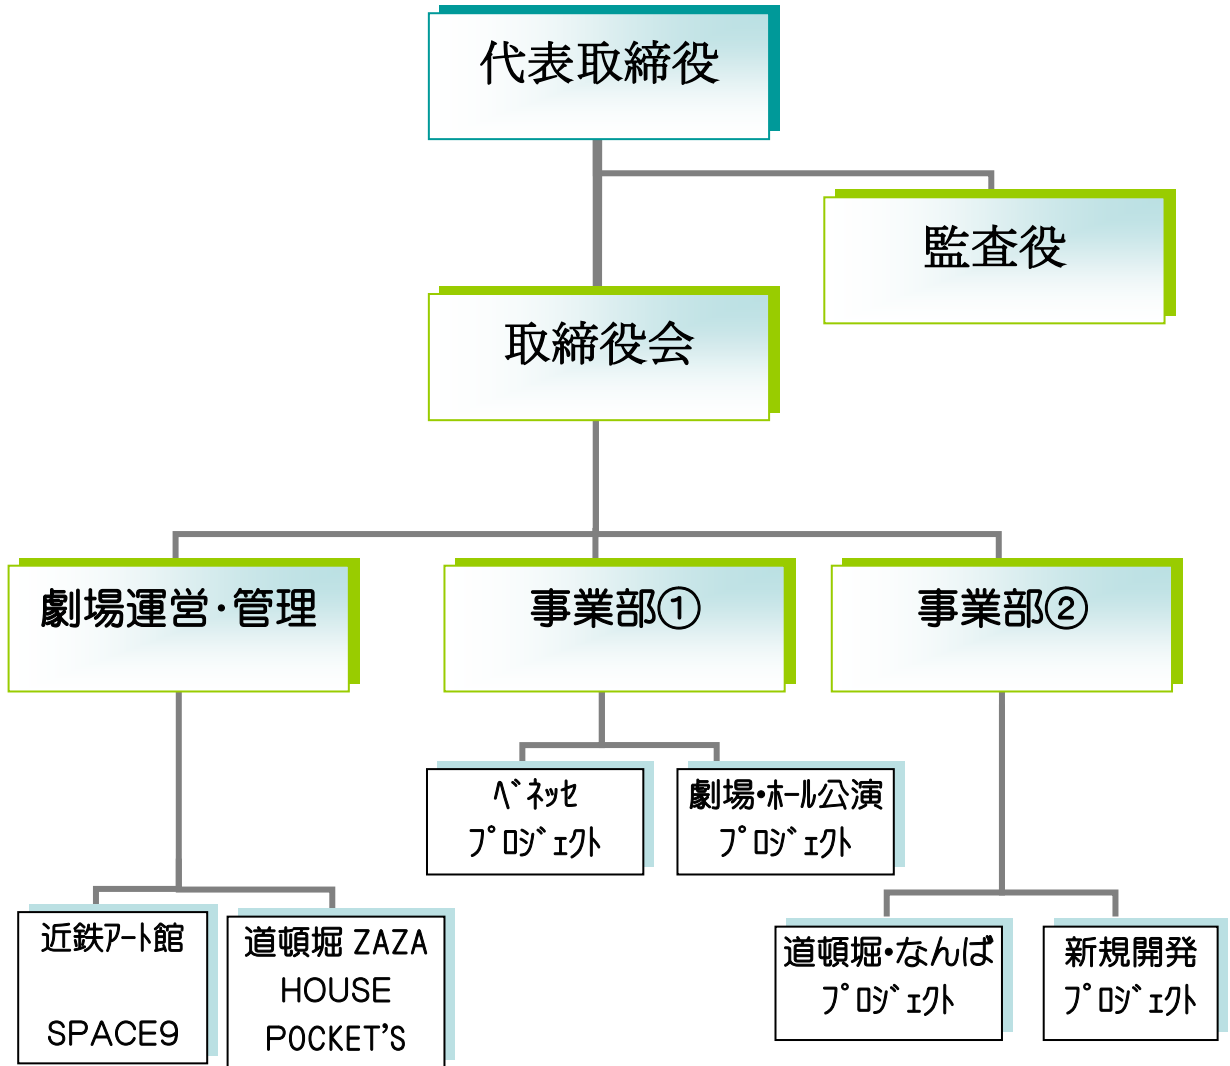 代表取締役
監査役
取締役会
劇場運営・管理
事業部①
事業部②
ﾍﾞﾈｯｾ
ﾌﾟﾛｼﾞｪｸﾄ
劇場・ﾎｰﾙ公演
ﾌﾟﾛｼﾞｪｸﾄ
近鉄ｱｰﾄ館
SPACE9
道頓堀 ZAZA
HOUSE
POCKET'S
道頓堀・なんば
ﾌﾟﾛｼﾞｪｸﾄ
新規開発
ﾌﾟﾛｼﾞｪｸﾄ